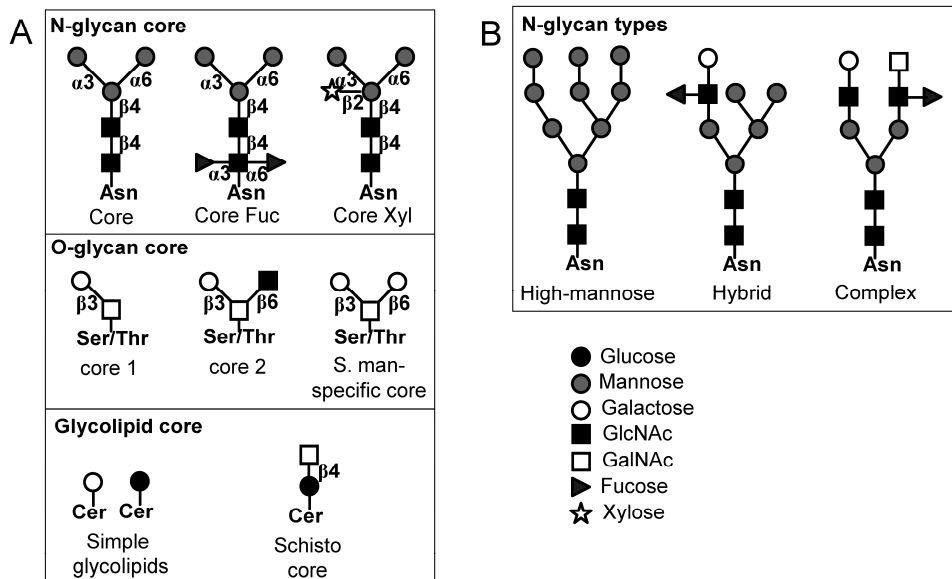 A
N-glycan core
α3 α6
β4
β4
Asn
Core
α3 α6
β4
β4
α3 α6
Asn
Core Fuc
α3 α6
β2
β4
β4
Asn
Core Xyl
O-glycan core
β3
Ser/Thr
core 1
β3 β6
Ser/Thr
core 2
β3 β6
Ser/Thr
S. man-
specific core
Glycolipid core
Cer Cer
Simple
glycolipids
β4
Cer
Schisto
core
B
N-glycan types
Asn
High-mannose
Asn
Hybrid
Asn
Complex
Glucose
Mannose
Galactose
GlcNAc
GalNAc
Fucose
Xylose